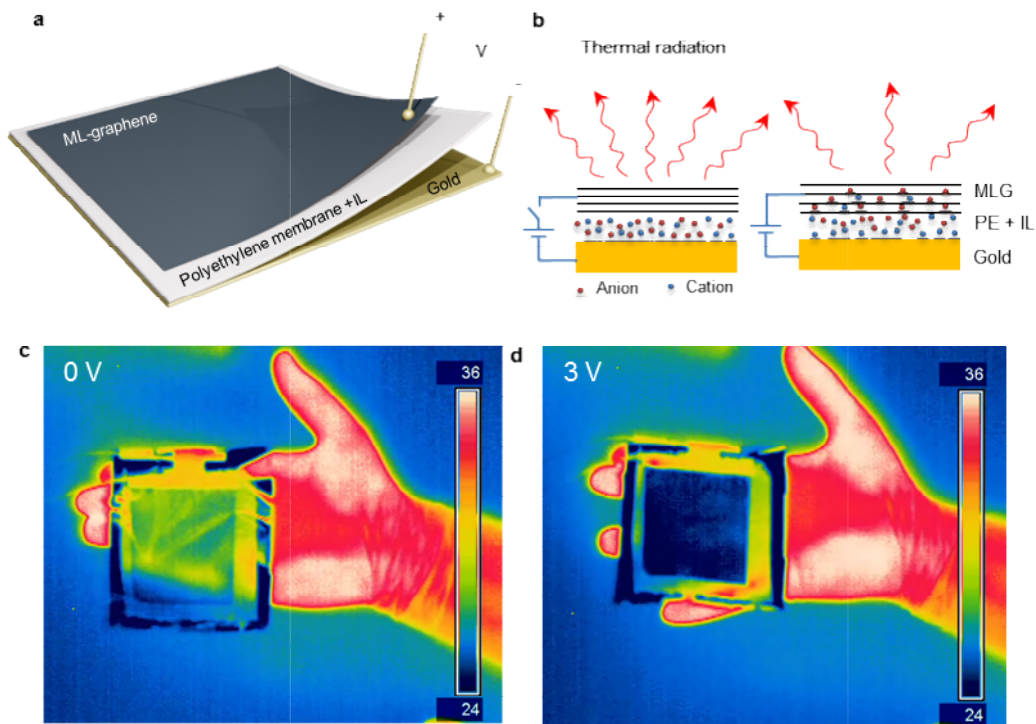 a
+
V
-
ML-graphene
Polyethylene membrane +IL
Gold
b
Thermal radiation
MLG
PE + IL
Gold
Anion
Cation
c
0 V
36
24
d
3 V
36
24